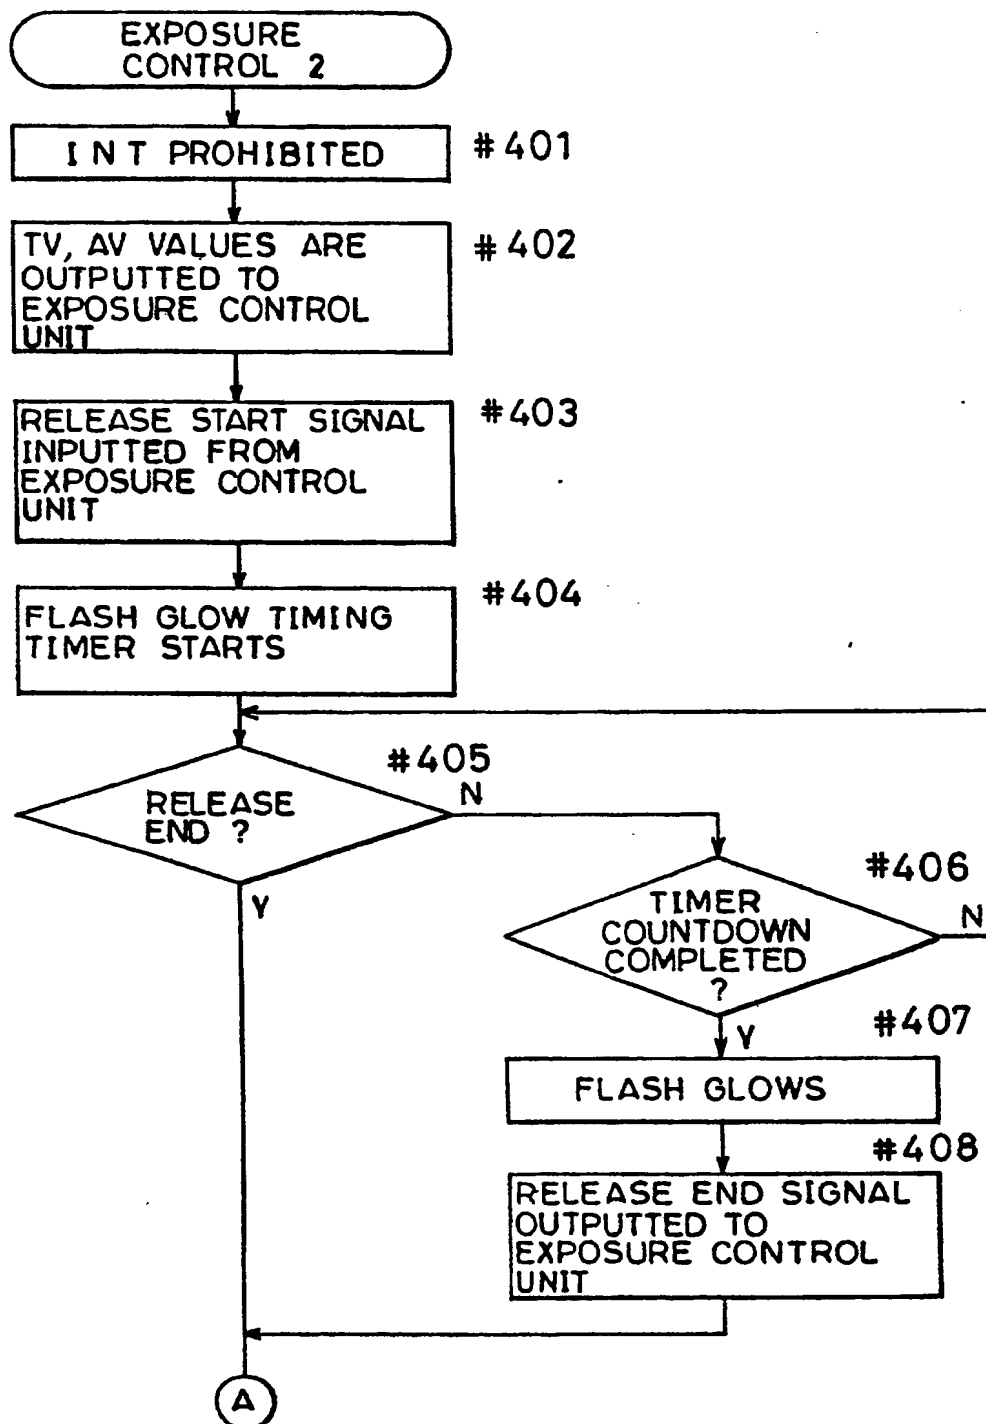 EXPOSURE
CONTROL 2
INT PROHIBITED
#401
TV, AV VALUES ARE
OUTPUTTED TO
EXPOSURE CONTROL
UNIT
#402
RELEASE START SIGNAL
INPUTTED FROM
EXPOSURE CONTROL
UNIT
#403
FLASH GLOW TIMING
TIMER STARTS
#404
#405
RELEASE
END ?
N
Y
#406
TIMER
COUNTDOWN
COMPLETED
?
N
Y
#407
FLASH GLOWS
#408
RELEASE END SIGNAL
OUTPUTTED TO
EXPOSURE CONTROL
UNIT
A